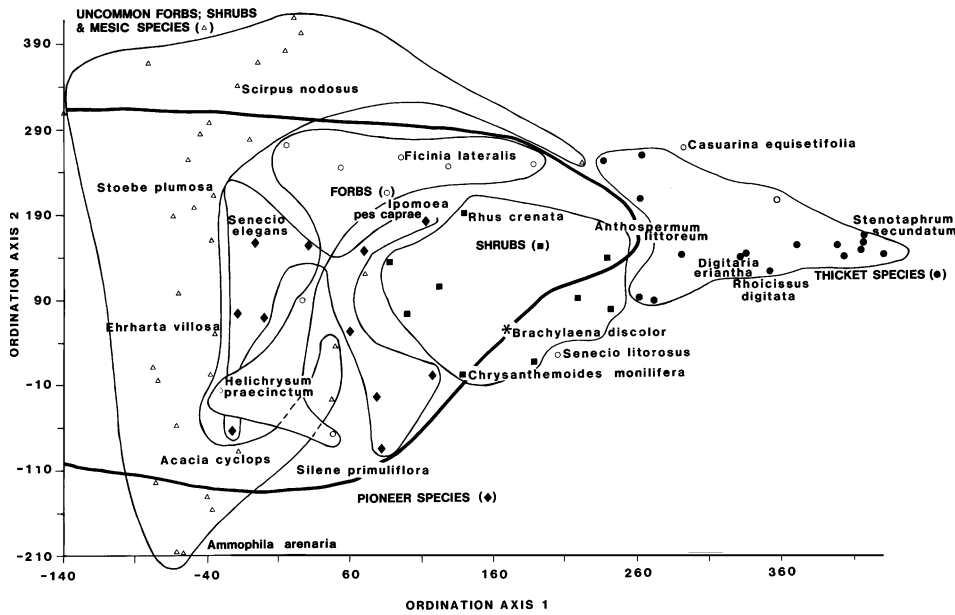 UNCOMMON FORBS; SHRUBS
& MESIC SPECIES (△)
390
Scirpus nodosus
290
Casuarina equisetifolia
Ficinia lateralis
Stoebe plumosa
FORBS (○)
Ipomoea
pes caprae
190
Senecio
elegans
Rhus crenata
Anthospermum
littoreum
Stenotaphrum
secundatum
SHRUBS (■)
Digitaria
eriantha
THICKET SPECIES (●)
Rhoicissus
digitata
90
Ehrharta villosa
*Brachylaena discolor
Senecio litorosus
Helichrysum
praecinctum
Chrysanthemoides monilifera
-10
Acacia cyclops
Silene primuliflora
-110
PIONEER SPECIES (◆)
Ammophila arenaria
-210
-140
-40
60
160
260
360
ORDINATION AXIS 1
ORDINATION AXIS 2